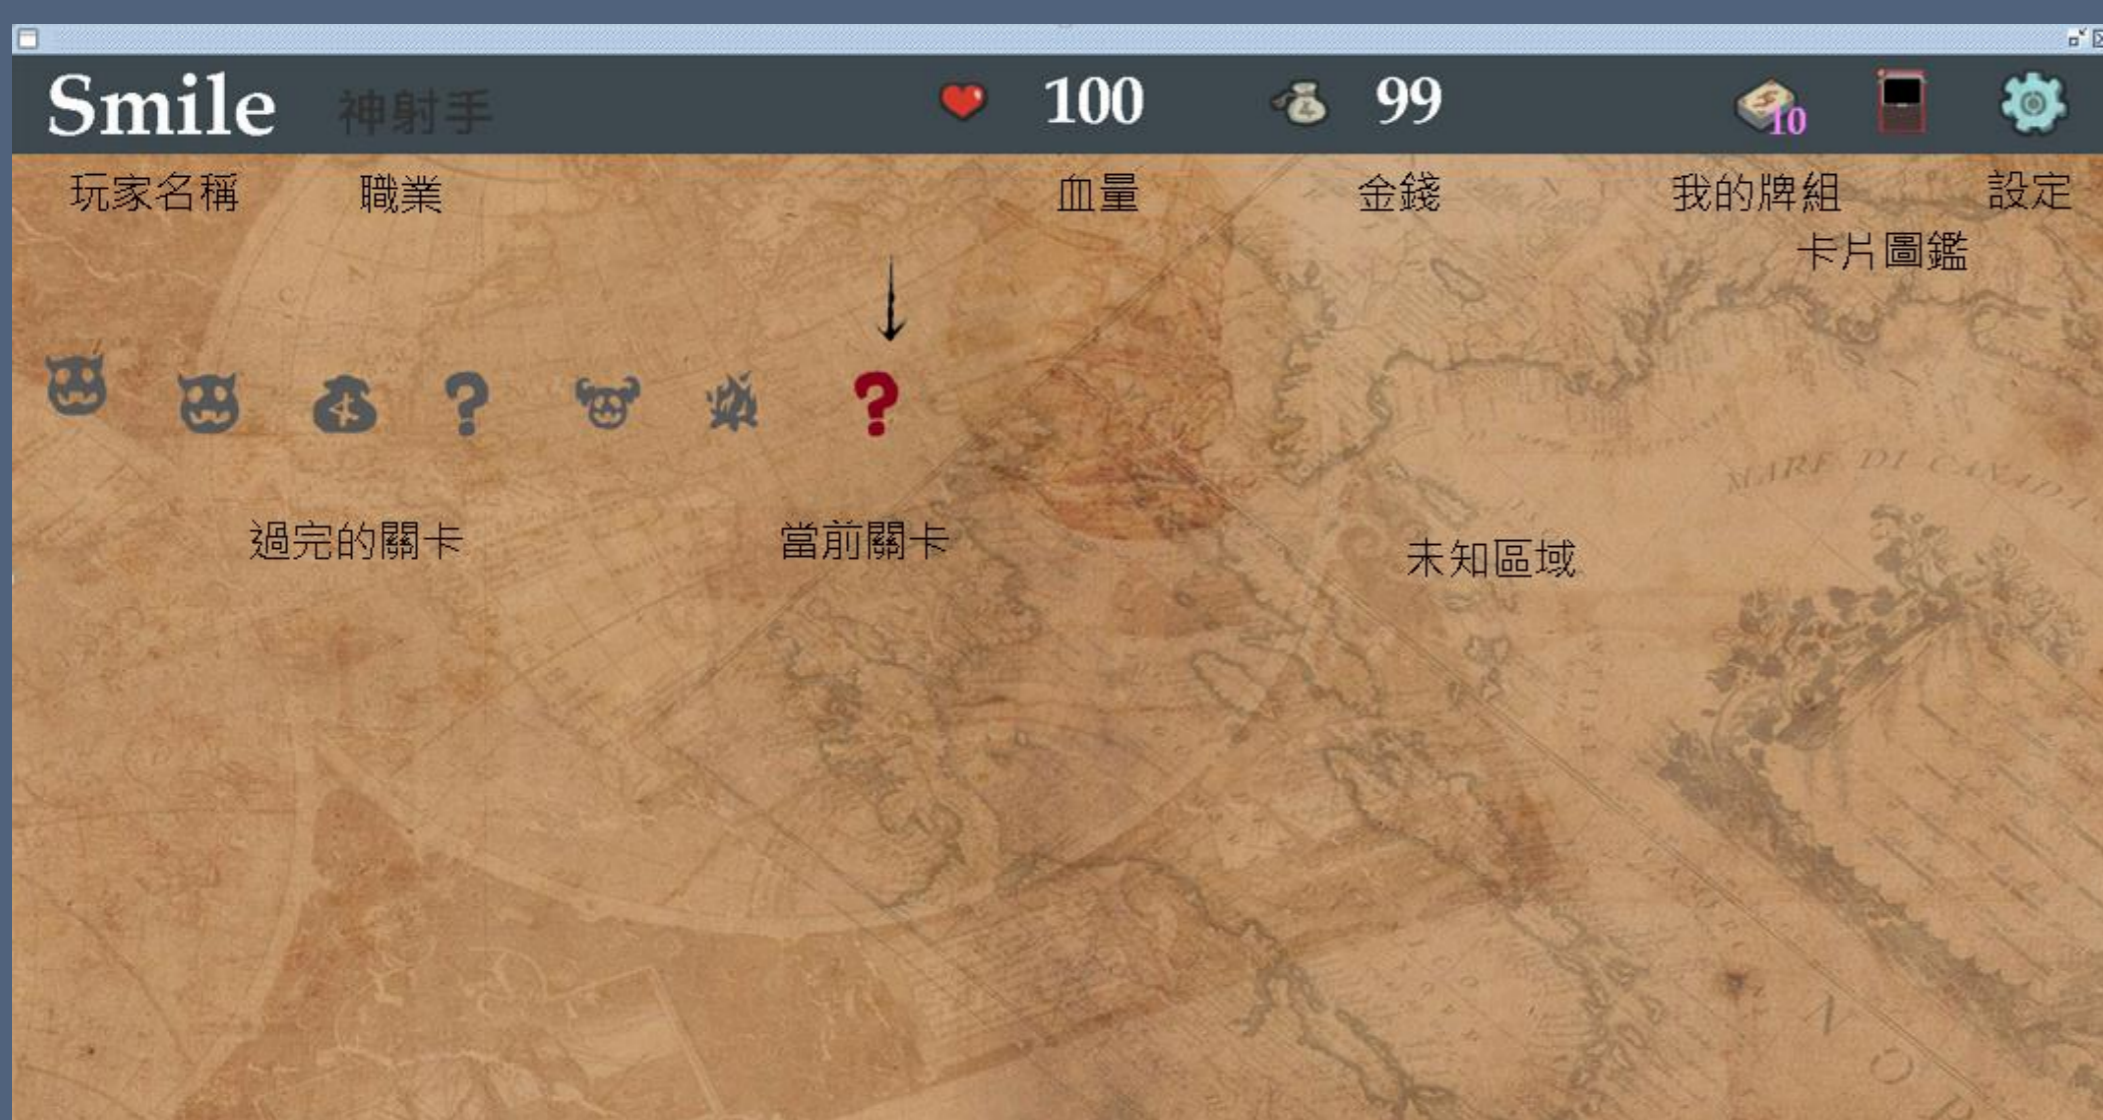 Smile 神射手 100 99 10
玩家名稱 職業 血量 金錢 我的牌組 設定
卡片圖鑑
? ?
過完的關卡 當前關卡 未知區域
MARE DI CANADA